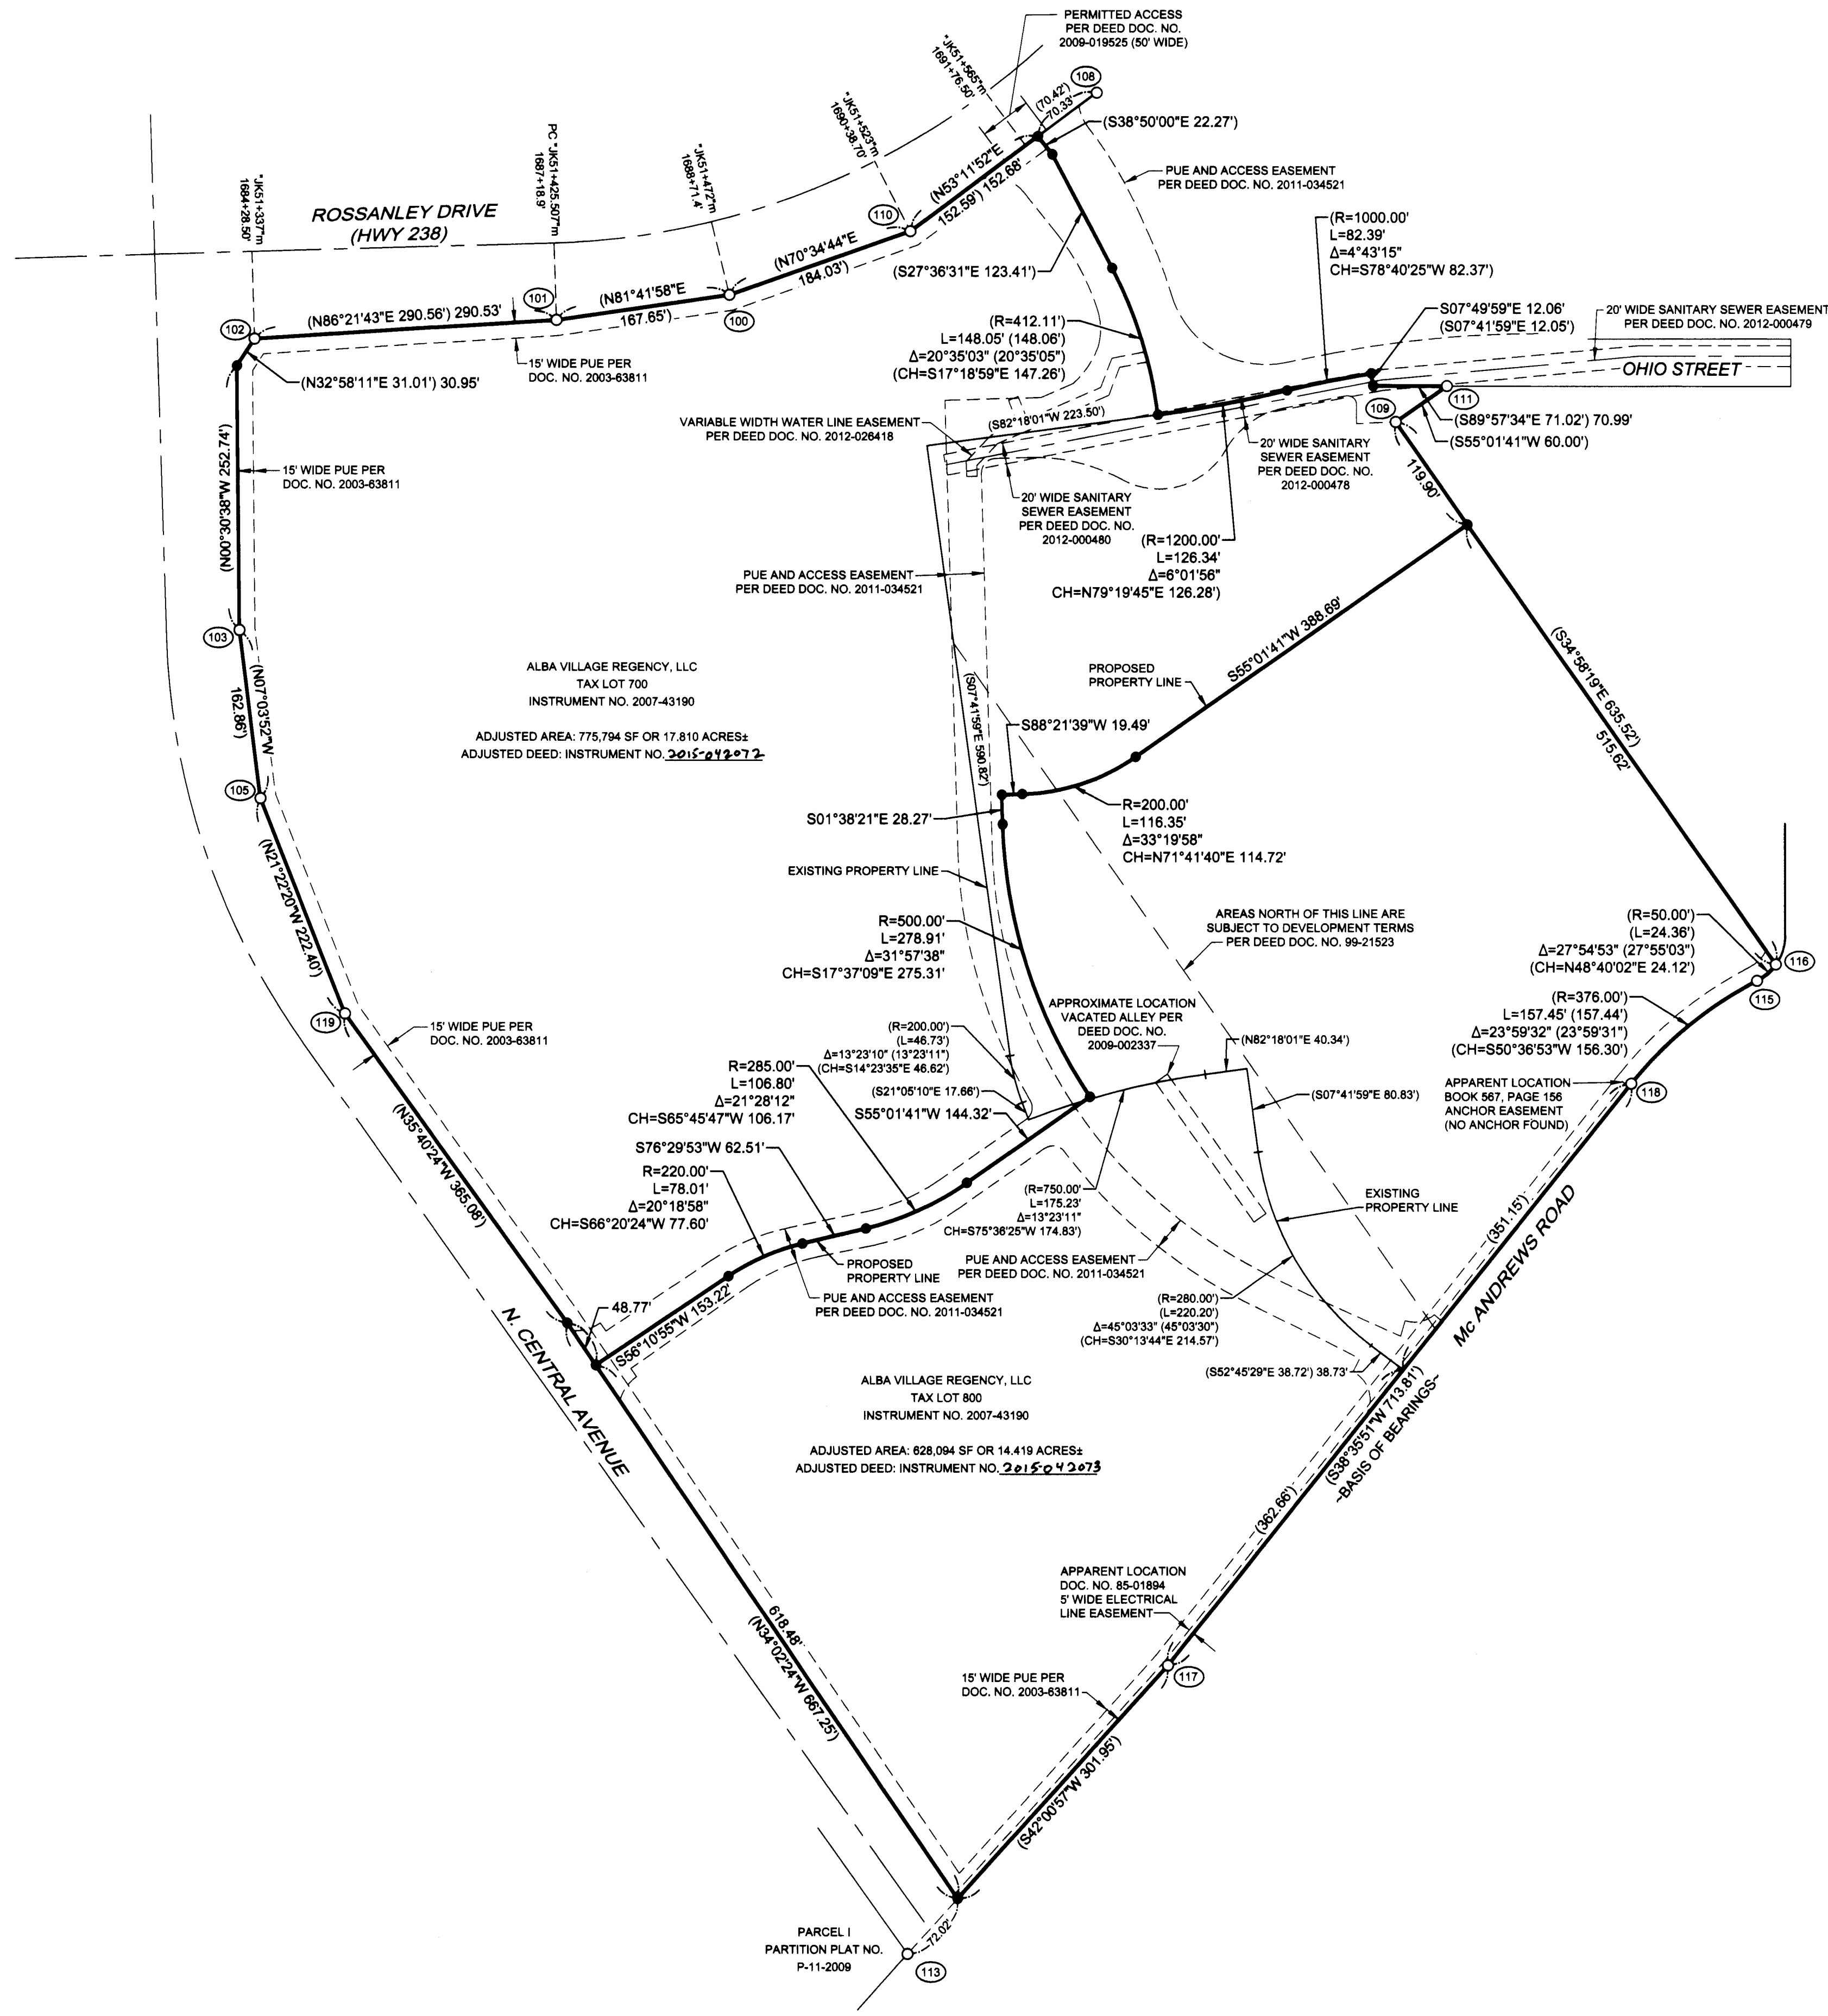 PERMITTED ACCESS
PER DEED DOC. NO.
2009-019525 (50' WIDE)
"JK51+565"m
1691+76.50'
(70.42')
70.33'
108
(S38°50'00"E 22.27')
"JK51+523"m
1690+38.70'
PC "JK51+425.507"m
1687+18.9'
"JK51+472"m
1688+71.4'
"JK51+337"m
1684+28.50'
ROSSANLEY DRIVE
(HWY 238)
(N53°11'52"E
152.59') 152.68'
110
PUE AND ACCESS EASEMENT
PER DEED DOC. NO. 2011-034521
(R=1000.00'
L=82.39'
Δ=4°43'15"
CH=S78°40'25"W 82.37')
(N70°34'44"E
184.03')
(S27°36'31"E 123.41')
101
(N81°41'58"E
167.65')
100
102
(N86°21'43"E 290.56') 290.53'
S07°49'59"E 12.06'
(S07°41'59"E 12.05')
20' WIDE SANITARY SEWER EASEMENT
PER DEED DOC. NO. 2012-000479
(R=412.11')
L=148.05' (148.06')
Δ=20°35'03" (20°35'05")
(CH=S17°18'59"E 147.26')
15' WIDE PUE PER
DOC. NO. 2003-63811
(N32°58'11"E 31.01') 30.95'
OHIO STREET
111
109
(S89°57'34"E 71.02') 70.99'
(S55°01'41"W 60.00')
VARIABLE WIDTH WATER LINE EASEMENT
PER DEED DOC. NO. 2012-026418
(S82°18'01"W 223.50')
20' WIDE SANITARY
SEWER EASEMENT
PER DEED DOC. NO.
2012-000478
119.90'
(N00°30'38"W 252.74')
15' WIDE PUE PER
DOC. NO. 2003-63811
20' WIDE SANITARY
SEWER EASEMENT
PER DEED DOC. NO.
2012-000480
(R=1200.00'
L=126.34'
Δ=6°01'56"
CH=N79°19'45"E 126.28')
PUE AND ACCESS EASEMENT
PER DEED DOC. NO. 2011-034521
103
(N07°03'52"W
162.86')
ALBA VILLAGE REGENCY, LLC
TAX LOT 700
INSTRUMENT NO. 2007-43190
ADJUSTED AREA: 775,794 SF OR 17.810 ACRES±
ADJUSTED DEED: INSTRUMENT NO. 2015-042072
(S07°41'59"E 590.82')
PROPOSED
PROPERTY LINE
S55°01'41"W 388.69'
(S34°58'19"E 635.52')
515.62'
S88°21'39"W 19.49'
105
S01°38'21"E 28.27'
R=200.00'
L=116.35'
Δ=33°19'58"
CH=N71°41'40"E 114.72'
(N21°22'20"W 222.40')
EXISTING PROPERTY LINE
R=500.00'
L=278.91'
Δ=31°57'38"
CH=S17°37'09"E 275.31'
AREAS NORTH OF THIS LINE ARE
SUBJECT TO DEVELOPMENT TERMS
PER DEED DOC. NO. 99-21523
(R=50.00')
(L=24.36')
Δ=27°54'53" (27°55'03")
(CH=N48°40'02"E 24.12')
116
115
(R=376.00')
L=157.45' (157.44')
Δ=23°59'32" (23°59'31")
(CH=S50°36'53"W 156.30')
119
15' WIDE PUE PER
DOC. NO. 2003-63811
APPROXIMATE LOCATION
VACATED ALLEY PER
DEED DOC. NO.
2009-002337
(N82°18'01"E 40.34')
(R=200.00')
(L=46.73')
Δ=13°23'10" (13°23'11")
(CH=S14°23'35"E 46.62')
(S21°05'10"E 17.66')
S55°01'41"W 144.32'
R=285.00'
L=106.80'
Δ=21°28'12"
CH=S65°45'47"W 106.17'
(S07°41'59"E 80.83')
APPARENT LOCATION
BOOK 567, PAGE 156
ANCHOR EASEMENT
(NO ANCHOR FOUND)
118
(N35°40'24"W 365.08')
S76°29'53"W 62.51'
R=220.00'
L=78.01'
Δ=20°18'58"
CH=S66°20'24"W 77.60'
(R=750.00'
L=175.23'
Δ=13°23'11"
CH=S75°36'25"W 174.83')
EXISTING
PROPERTY LINE
(351.15')
Mc ANDREWS ROAD
PROPOSED
PROPERTY LINE
PUE AND ACCESS EASEMENT
PER DEED DOC. NO. 2011-034521
PUE AND ACCESS EASEMENT
PER DEED DOC. NO. 2011-034521
48.77'
S56°10'55"W 153.22'
(R=280.00')
(L=220.20')
Δ=45°03'33" (45°03'30")
(CH=S30°13'44"E 214.57')
(S52°45'29"E 38.72') 38.73'
N. CENTRAL AVENUE
ALBA VILLAGE REGENCY, LLC
TAX LOT 800
INSTRUMENT NO. 2007-43190
ADJUSTED AREA: 628,094 SF OR 14.419 ACRES±
ADJUSTED DEED: INSTRUMENT NO. 2015-042073
(S38°35'51"W 713.81')
~BASIS OF BEARINGS~
(362.66')
618.48'
(N34°02'24"W 667.25')
APPARENT LOCATION
DOC. NO. 85-01894
5' WIDE ELECTRICAL
LINE EASEMENT
117
15' WIDE PUE PER
DOC. NO. 2003-63811
(S42°00'57"W 301.95')
72.02'
PARCEL I
PARTITION PLAT NO.
P-11-2009
113